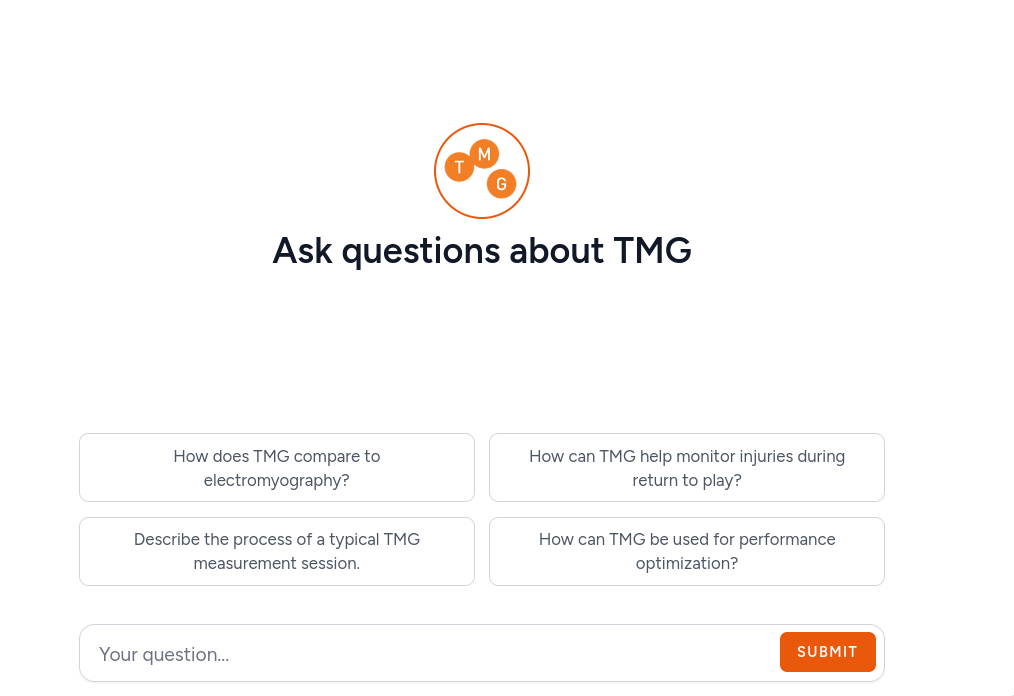 T M G
Ask questions about TMG
How does TMG compare to
electromyography?
How can TMG help monitor injuries during
return to play?
Describe the process of a typical TMG
measurement session.
How can TMG be used for performance
optimization?
Your question...
SUBMIT